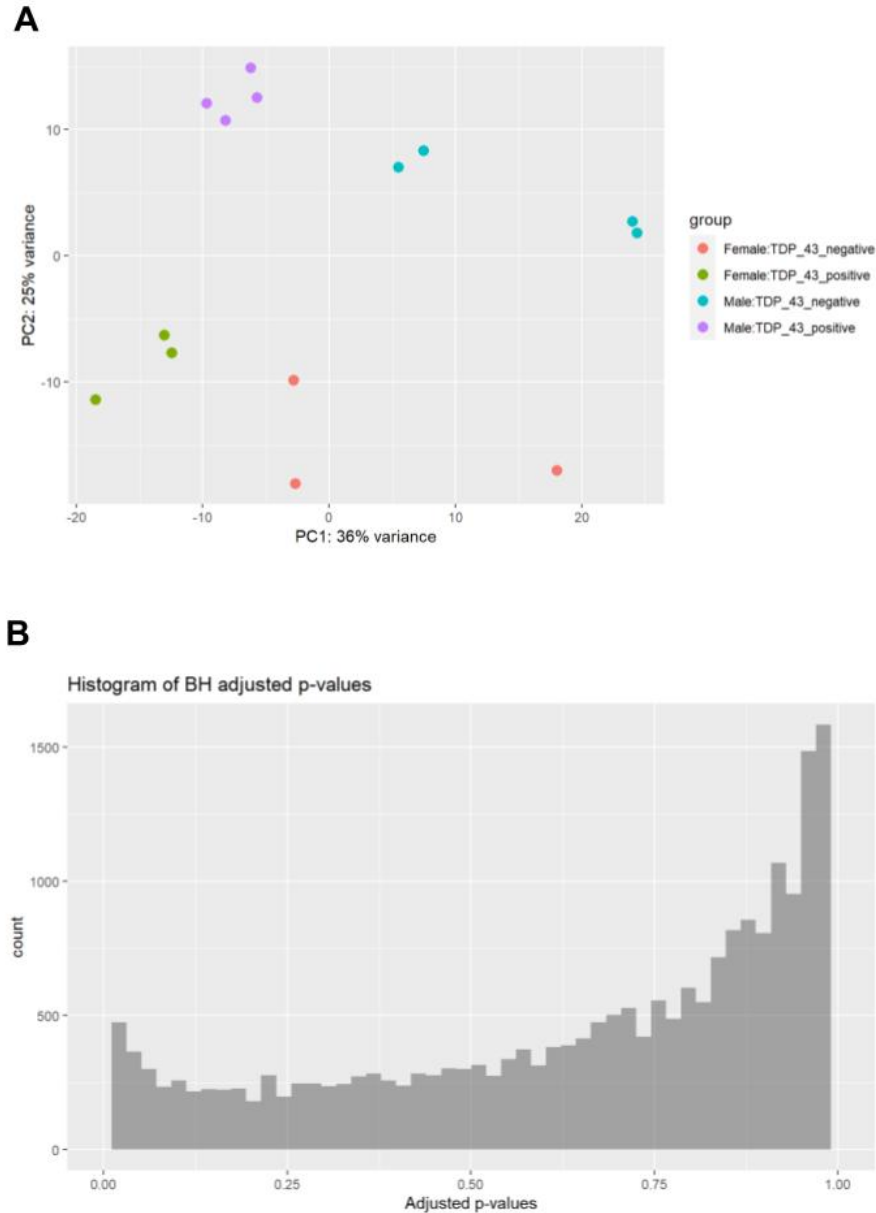 A
10
0
-10
PC2: 25% variance
-20
-10
0
10
20
PC1: 36% variance
group
Female:TDP_43_negative
Female:TDP_43_positive
Male:TDP_43_negative
Male:TDP_43_positive
B
Histogram of BH adjusted p-values
1500
1000
500
0
count
0.00
0.25
0.50
0.75
1.00
Adjusted p-values